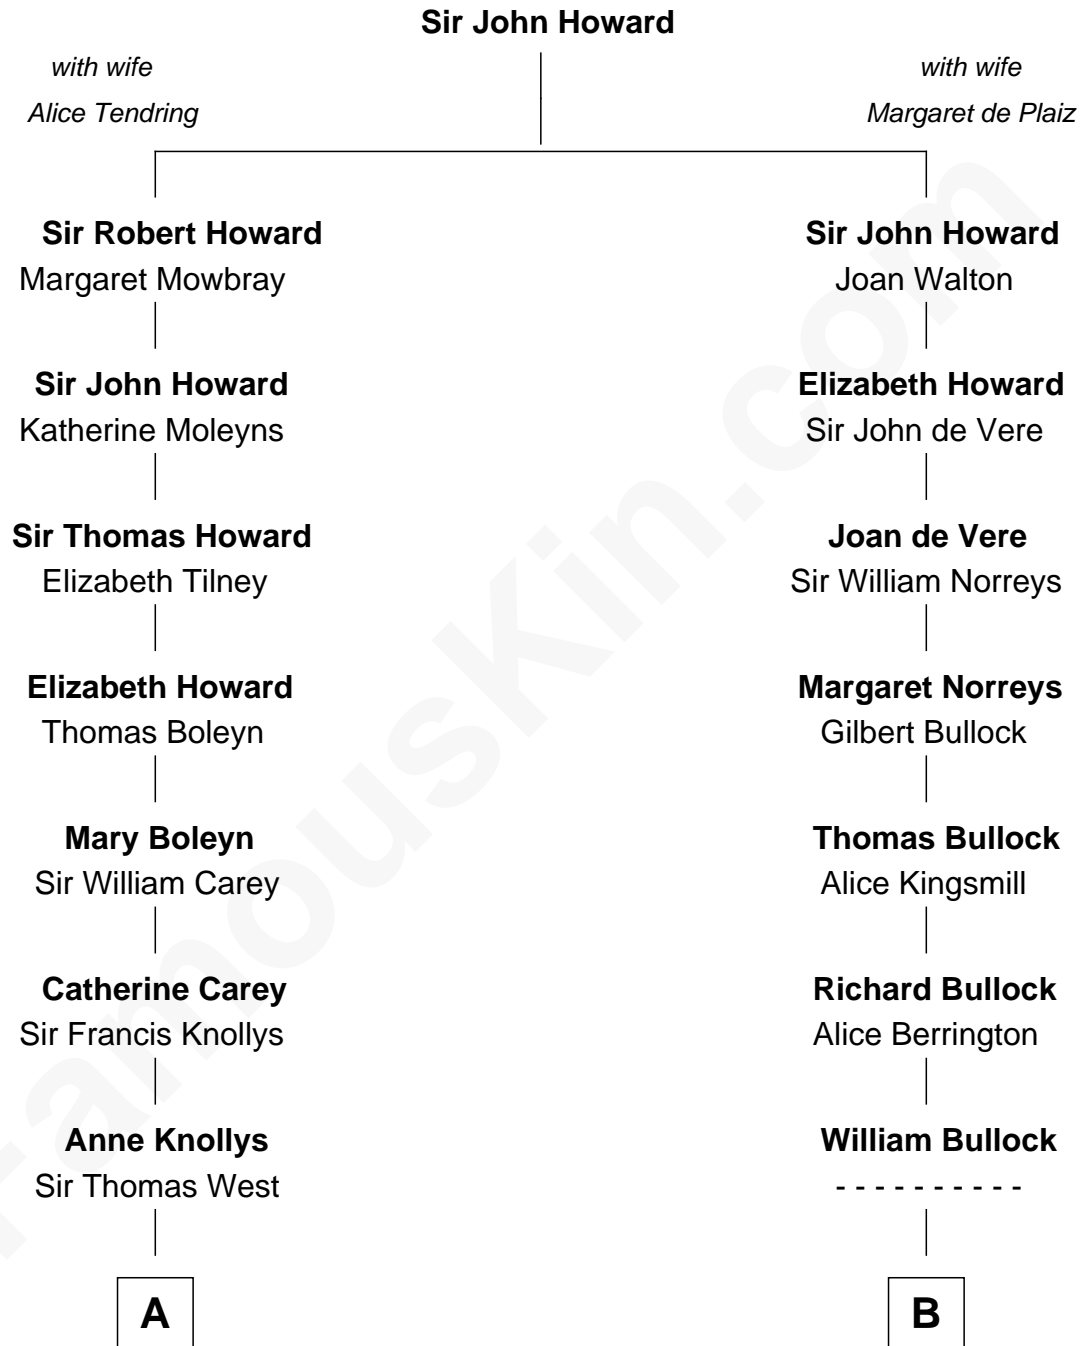 Sir John Howard
with wife
Alice Tendring
with wife
Margaret de Plaiz
Sir Robert Howard
Margaret Mowbray
Sir John Howard
Joan Walton
Sir John Howard
Katherine Moleyns
Elizabeth Howard
Sir John de Vere
Sir Thomas Howard
Elizabeth Tilney
Joan de Vere
Sir William Norreys
Elizabeth Howard
Thomas Boleyn
Margaret Norreys
Gilbert Bullock
Mary Boleyn
Sir William Carey
Thomas Bullock
Alice Kingsmill
Catherine Carey
Sir Francis Knollys
Richard Bullock
Alice Berrington
Anne Knollys
Sir Thomas West
William Bullock
- - - - - - - - - -
A
B
FamousKin.com